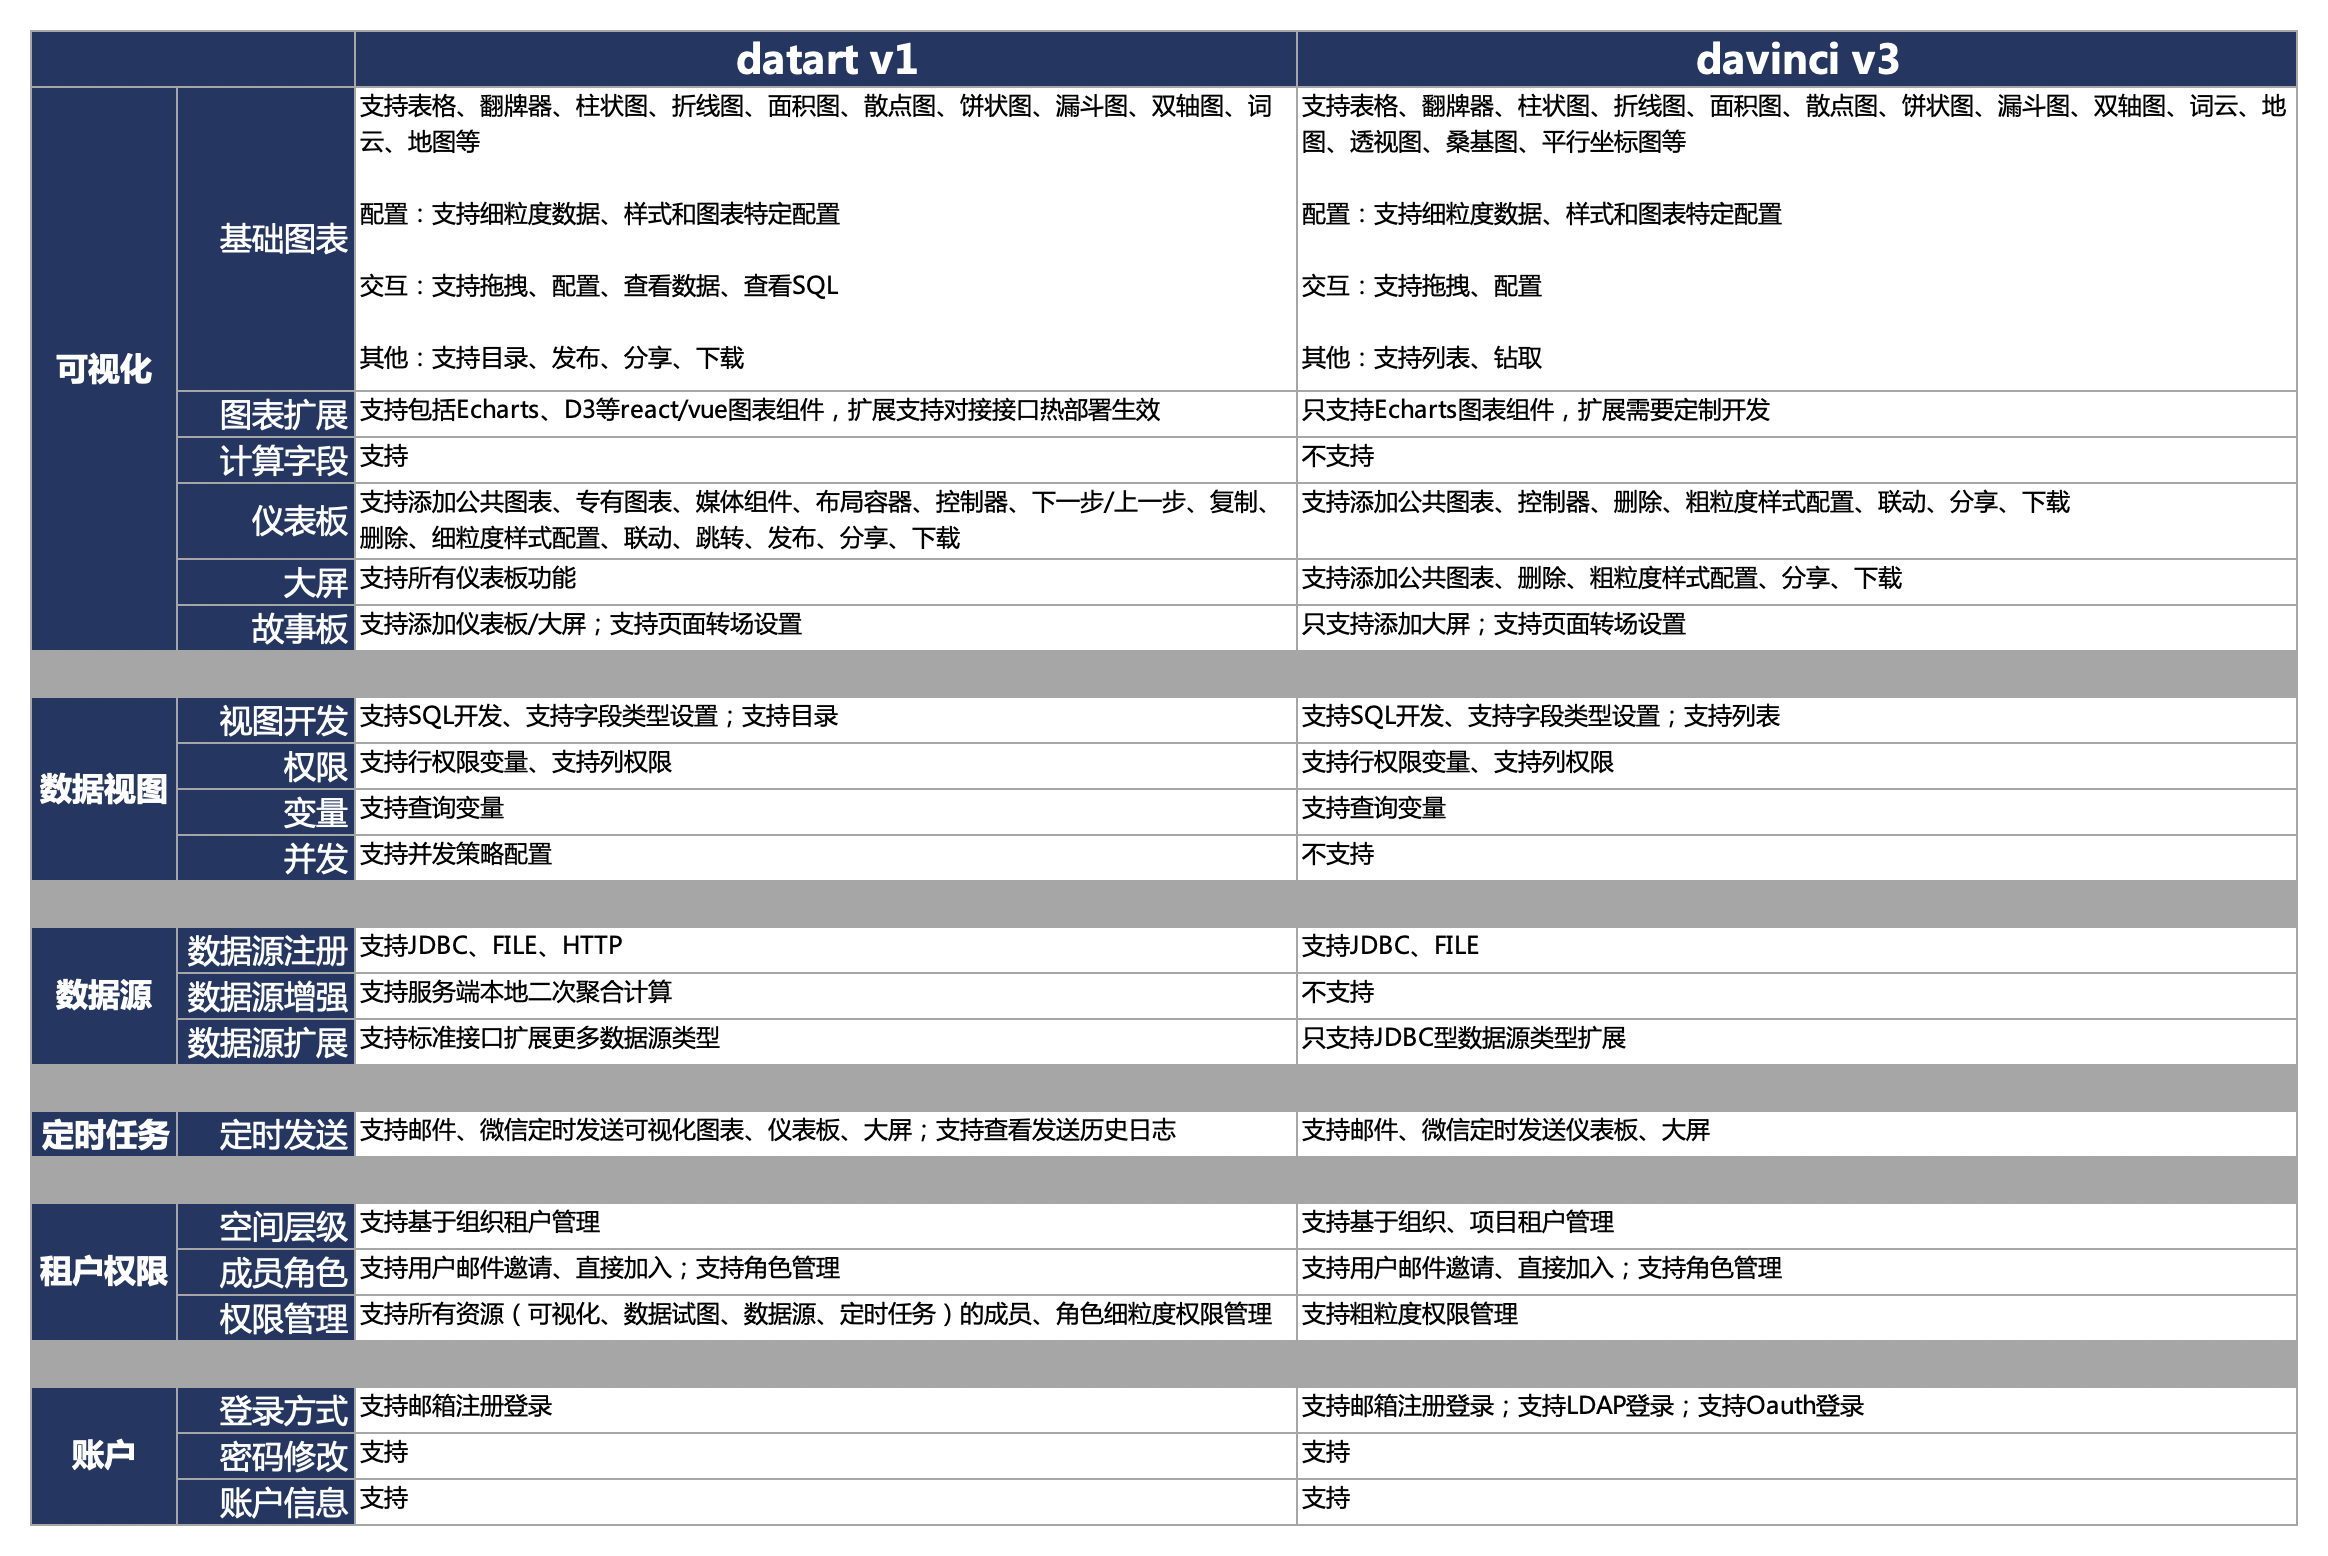 datart v1
davinci v3
可视化
基础图表
支持表格、翻牌器、柱状图、折线图、面积图、散点图、饼状图、漏斗图、双轴图、词
云、地图等
配置：支持细粒度数据、样式和图表特定配置
交互：支持拖拽、配置、查看数据、查看SQL
其他：支持目录、发布、分享、下载
支持表格、翻牌器、柱状图、折线图、面积图、散点图、饼状图、漏斗图、双轴图、词云、地
图、透视图、桑基图、平行坐标图等
配置：支持细粒度数据、样式和图表特定配置
交互：支持拖拽、配置
其他：支持列表、钻取
图表扩展
支持包括Echarts、D3等react/vue图表组件，扩展支持对接接口热部署生效
只支持Echarts图表组件，扩展需要定制开发
计算字段
支持
不支持
仪表板
支持添加公共图表、专有图表、媒体组件、布局容器、控制器、下一步/上一步、复制、
删除、细粒度样式配置、联动、跳转、发布、分享、下载
支持添加公共图表、控制器、删除、粗粒度样式配置、联动、分享、下载
大屏
支持所有仪表板功能
支持添加公共图表、删除、粗粒度样式配置、分享、下载
故事板
支持添加仪表板/大屏；支持页面转场设置
只支持添加大屏；支持页面转场设置
数据视图
视图开发
支持SQL开发、支持字段类型设置；支持目录
支持SQL开发、支持字段类型设置；支持列表
权限
支持行权限变量、支持列权限
支持行权限变量、支持列权限
变量
支持查询变量
支持查询变量
并发
支持并发策略配置
不支持
数据源
数据源注册
支持JDBC、FILE、HTTP
支持JDBC、FILE
数据源增强
支持服务端本地二次聚合计算
不支持
数据源扩展
支持标准接口扩展更多数据源类型
只支持JDBC型数据源类型扩展
定时任务
定时发送
支持邮件、微信定时发送可视化图表、仪表板、大屏；支持查看发送历史日志
支持邮件、微信定时发送仪表板、大屏
租户权限
空间层级
支持基于组织租户管理
支持基于组织、项目租户管理
成员角色
支持用户邮件邀请、直接加入；支持角色管理
支持用户邮件邀请、直接加入；支持角色管理
权限管理
支持所有资源（可视化、数据试图、数据源、定时任务）的成员、角色细粒度权限管理
支持粗粒度权限管理
账户
登录方式
支持邮箱注册登录
支持邮箱注册登录；支持LDAP登录；支持Oauth登录
密码修改
支持
支持
账户信息
支持
支持